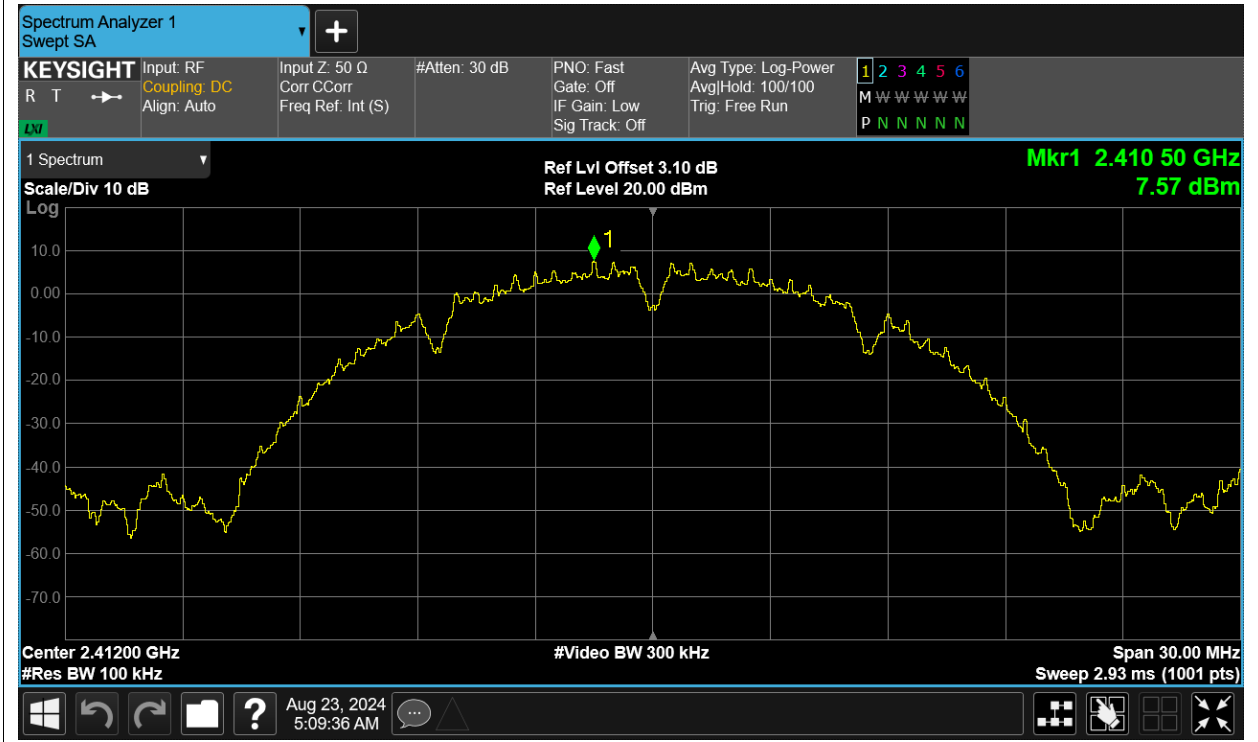 Spectrum Analyzer 1
Swept SA
+
KEYSIGHT
R T
LXI
Input: RF
Coupling: DC
Align: Auto
Input Z: 50 Ω
Corr CCorr
Freq Ref: Int (S)
#Atten: 30 dB
PNO: Fast
Gate: Off
IF Gain: Low
Sig Track: Off
Avg Type: Log-Power
Avg|Hold: 100/100
Trig: Free Run
1 2 3 4 5 6
M W W W W W
P N N N N N
1 Spectrum
Scale/Div 10 dB
Log
Ref Lvl Offset 3.10 dB
Ref Level 20.00 dBm
Mkr1 2.410 50 GHz
7.57 dBm
1
10.0
0.00
-10.0
-20.0
-30.0
-40.0
-50.0
-60.0
-70.0
Center 2.41200 GHz
#Video BW 300 kHz
Span 30.00 MHz
#Res BW 100 kHz
Sweep 2.93 ms (1001 pts)
?
Aug 23, 2024
5:09:36 AM